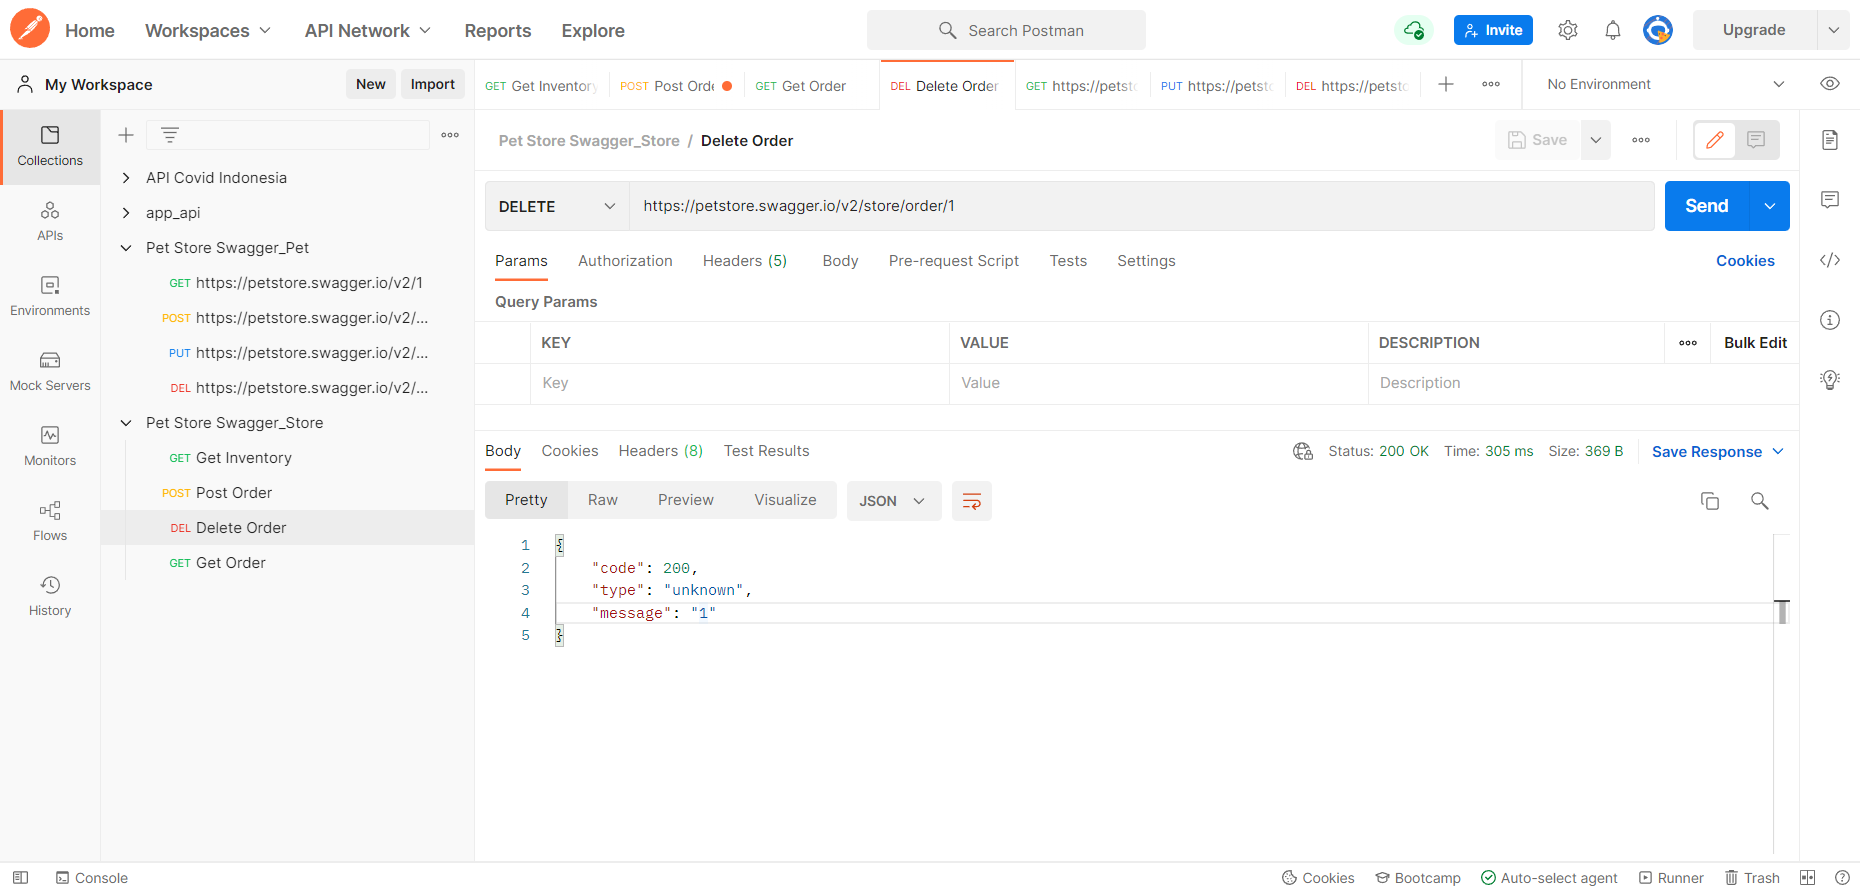 Home Workspaces API Network Reports Explore Search Postman Invite Upgrade
My Workspace New Import
GET Get Inventory POST Post Orde GET Get Order DEL Delete Order GET https://petsto PUT https://petsto DEL https://petsto No Environment
Collections
APIs
Environments
Mock Servers
Monitors
Flows
History
API Covid Indonesia
app_api
Pet Store Swagger_Pet
GET https://petstore.swagger.io/v2/1
POST https://petstore.swagger.io/v2/...
PUT https://petstore.swagger.io/v2/...
DEL https://petstore.swagger.io/v2/...
Pet Store Swagger_Store
GET Get Inventory
POST Post Order
DEL Delete Order
GET Get Order
Pet Store Swagger_Store / Delete Order Save
DELETE https://petstore.swagger.io/v2/store/order/1 Send
Params Authorization Headers (5) Body Pre-request Script Tests Settings Cookies
Query Params
KEY VALUE DESCRIPTION Bulk Edit
Key Value Description
Body Cookies Headers (8) Test Results Status: 200 OK Time: 305 ms Size: 369 B Save Response
Pretty Raw Preview Visualize JSON
1 {
2 "code": 200,
3 "type": "unknown",
4 "message": "1"
5 }
Console Cookies Bootcamp Auto-select agent Runner Trash